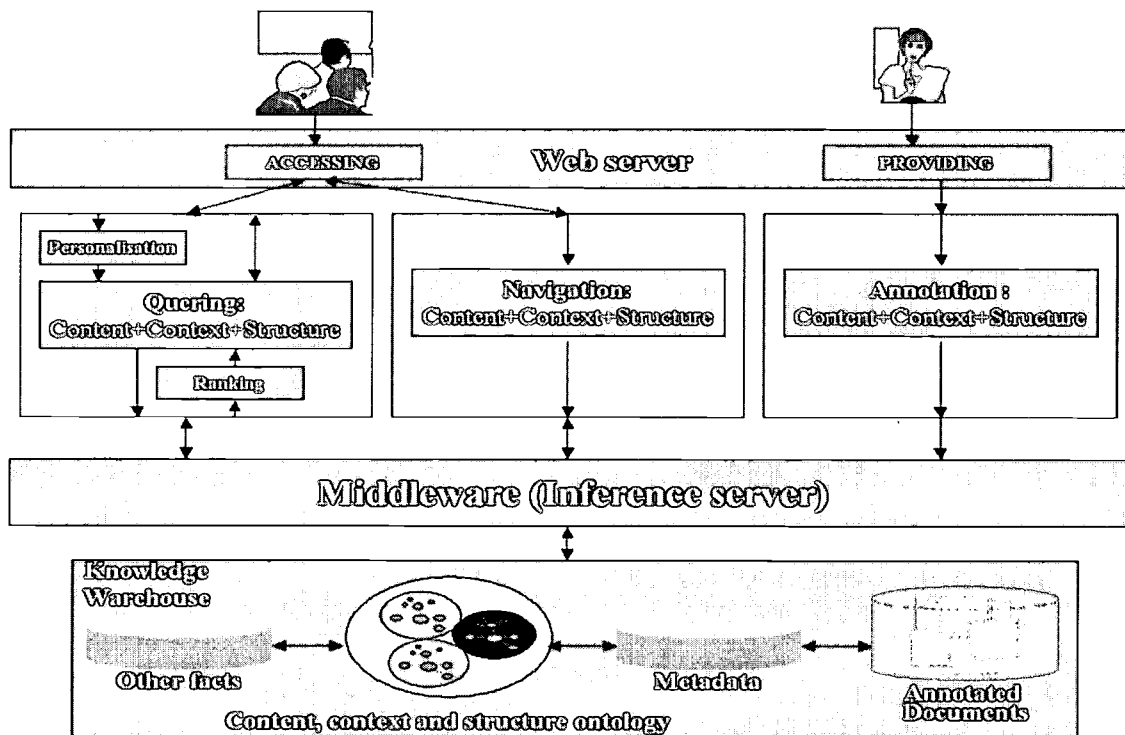 ACCESSING
Web server
PROVIDING
Personalisation
Quering:
Content+Context+Structure
Ranking
Navigation:
Content+Context+Structure
Annotation :
Content+Context+Structure
Middleware (Inference server)
Knowledge
Warchouse
Other facts
Metadata
Annotated
Documents
Content, context and structure ontology